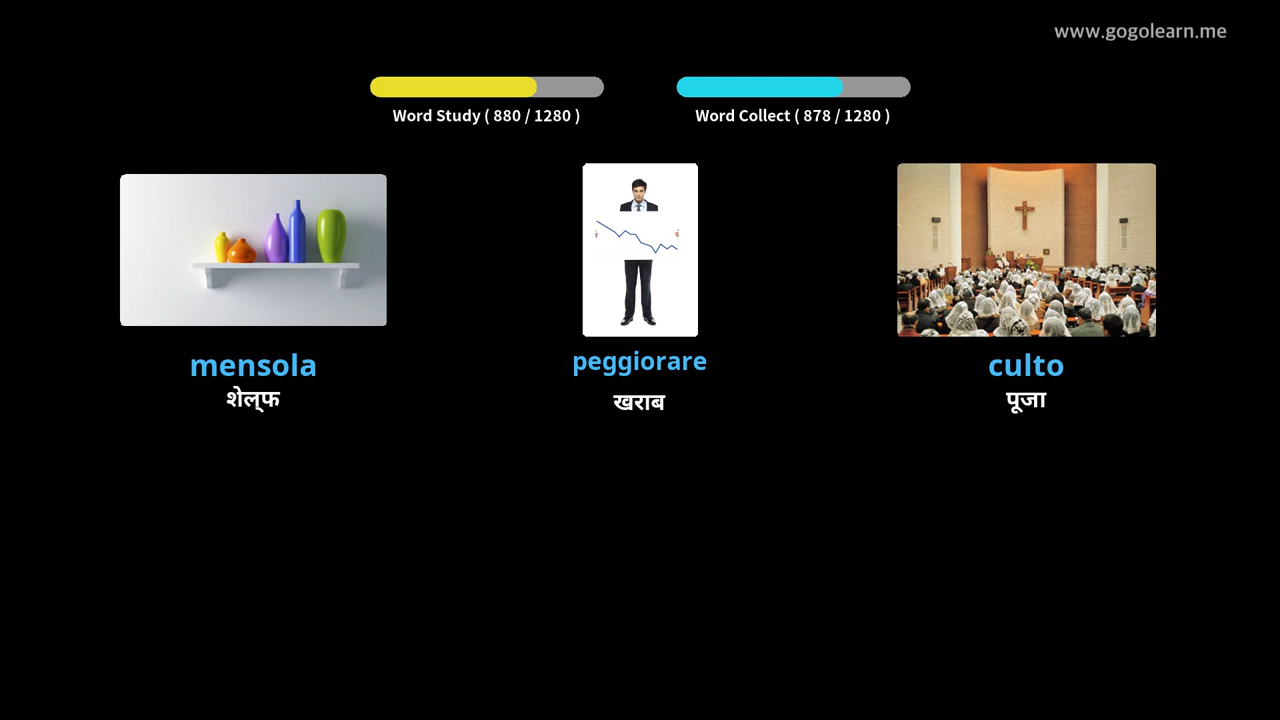 www.gogolearn.me
Word Study ( 880 / 1280 )
Word Collect ( 878 / 1280 )
mensola
शेल्फ
peggiorare
खराब
culto
पूजा